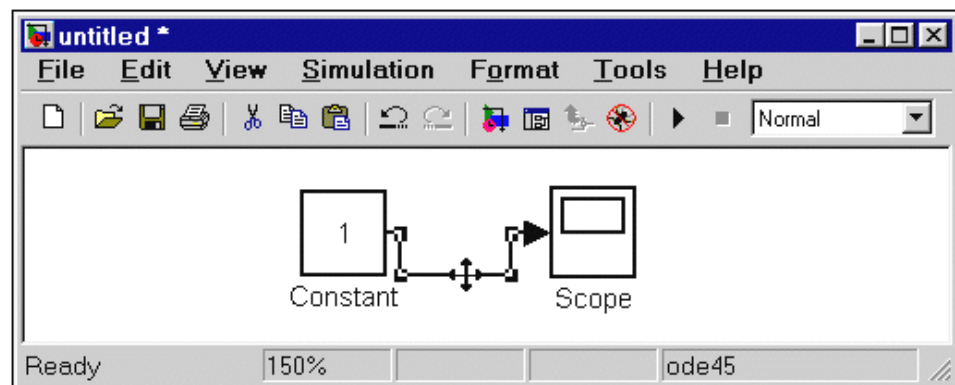 untitled *
File Edit View Simulation Format Tools Help
Normal
1
Constant Scope
Ready 150% ode45